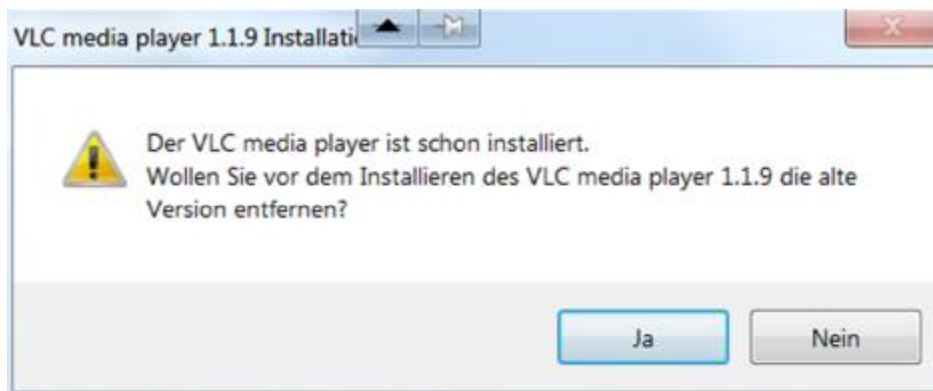 VLC media player 1.1.9
Der VLC media player ist schon installiert.
Wollen Sie vor dem Installieren des VLC media player 1.1.9 die alte
Version entfernen?
Ja
Nein